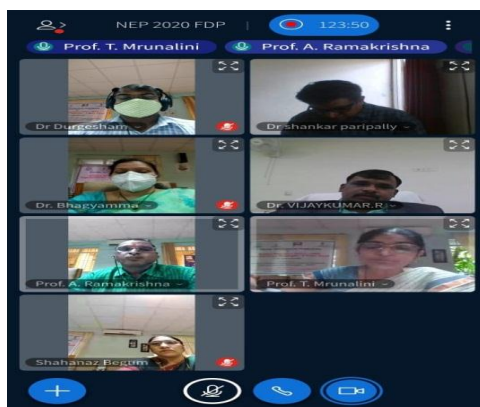 NEP 2020 FDP | 123:50
Prof. T. Mrunalini Prof. A. Ramakrishna
Dr Durgesham Dr shankar paripally
Dr. Bhagyamma Dr. VIJAYKUMAR.R
Prof. A. Ramakrishna Prof. T. Mrunalini
Shahanaz Begum